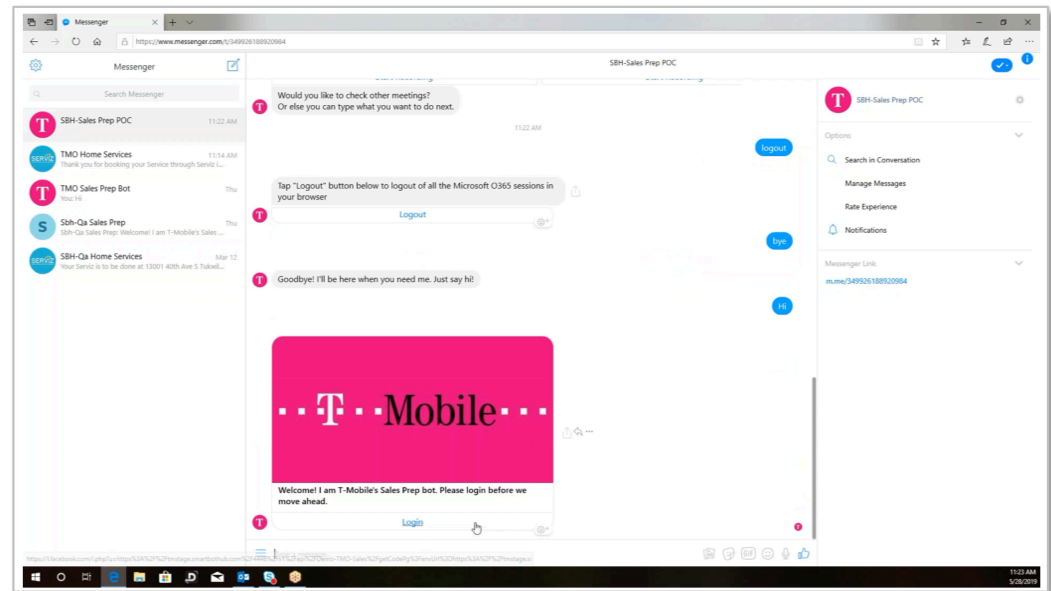 Messenger
https://www.messenger.com/t/349926188920984
Messenger
SBH-Sales Prep POC
Search Messenger
SBH-Sales Prep POC
11:22 AM
TMO Home Services
11:14 AM
Thank you for booking your Service through Serviz i...
TMO Sales Prep Bot
Thu
You: Hi
Sbh-Qa Sales Prep
Thu
Sbh-Qa Sales Prep: Welcome! I am T-Mobile's Sales ...
SBH-Qa Home Services
Mar 12
Your Serviz is to be done at 13001 40th Ave S Tukwil...
Would you like to check other meetings?
Or else you can type what you want to do next.
11:22 AM
logout
Tap "Logout" button below to logout of all the Microsoft O365 sessions in
your browser
Logout
bye
Goodbye! I'll be here when you need me. Just say hi!
Hi
T Mobile
Welcome! I am T-Mobile's Sales Prep bot. Please login before we
move ahead.
Login
SBH-Sales Prep POC
Options
Search in Conversation
Manage Messages
Rate Experience
Notifications
Messenger Link
m.me/349926188920984
GIF
11:23 AM
5/28/2019